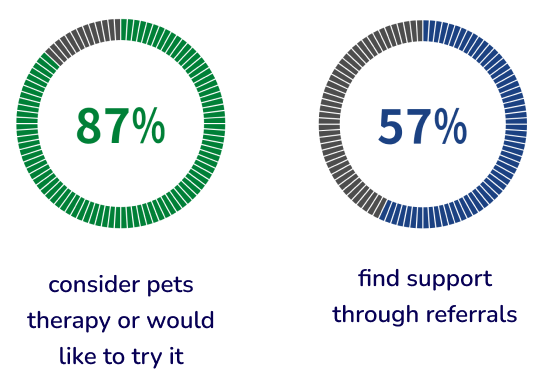 87%
consider pets
therapy or would
like to try it
57%
find support
through referrals